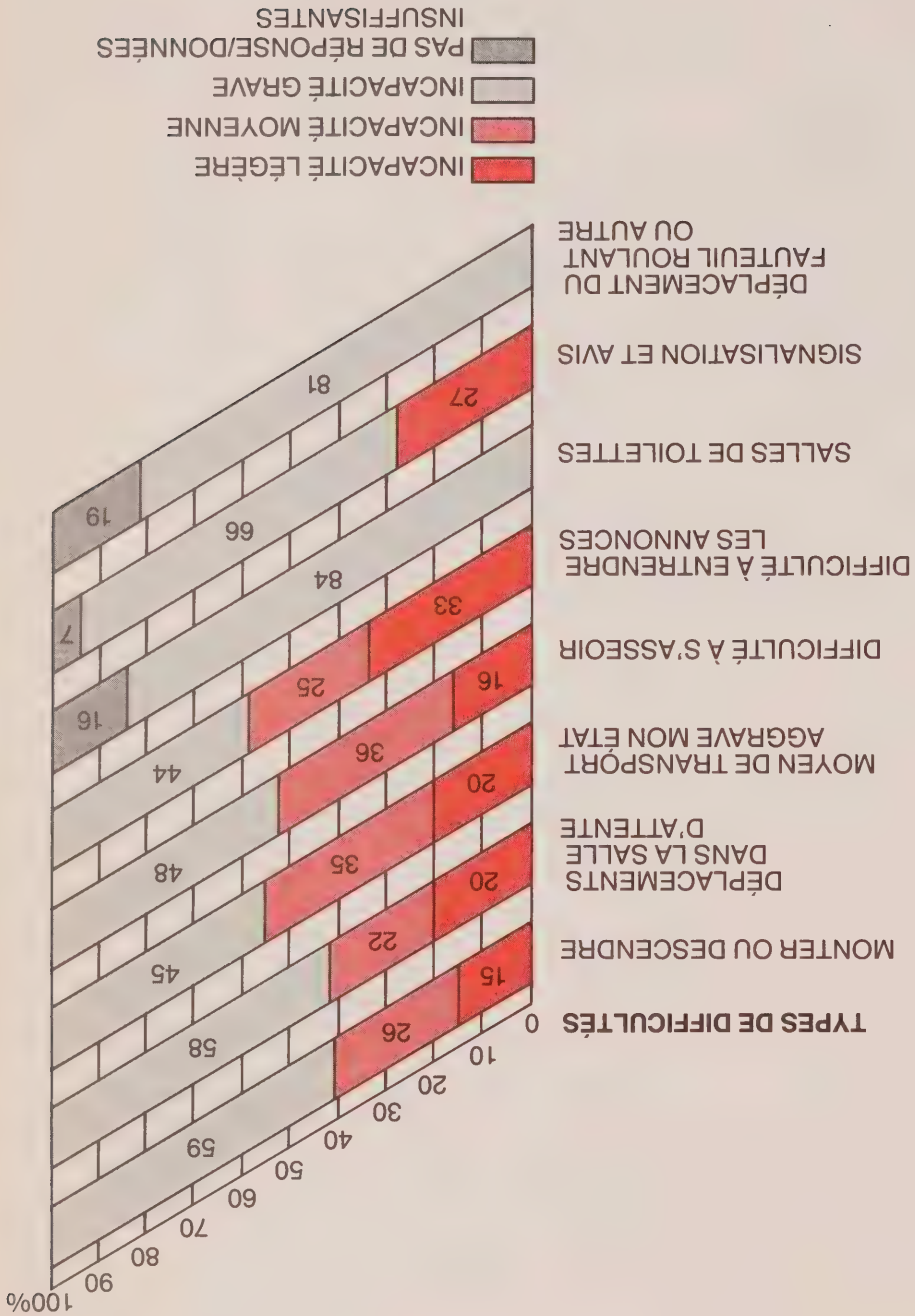 100%
90
80
70
60
50
40
30
20
10
0
TYPES DE DIFFICULTÉS
MONTER OU DESCENDRE
15
26
59
DÉPLACEMENTS
DANS LA SALLE
D'ATTENTE
20
22
58
MOYEN DE TRANSPORT
AGGRAVE MON ETAT
20
35
45
DIFFICULTÉ À S'ASSEOIR
16
36
48
DIFFICULTÉ À ENTRENDRE
LES ANNONCES
33
25
44
SALLES DE TOILETTES
84
16
SIGNALISATION ET AVIS
27
66
7
DÉPLACEMENT DU
FAUTEUIL ROULANT
OU AUTRE
81
19
INCAPACITÉ LÉGÈRE
INCAPACITÉ MOYENNE
INCAPACITÉ GRAVE
PAS DE RÉPONSE/DONNÉES
INSUFFISANTES